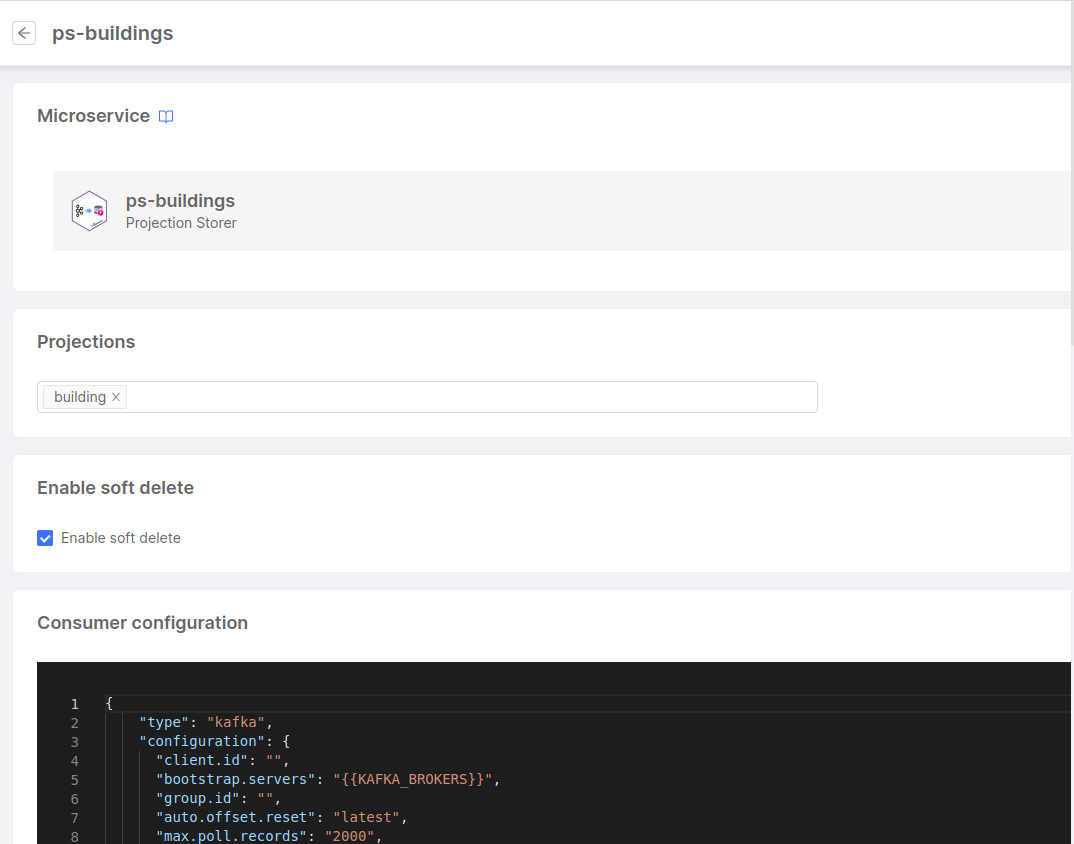 ps-buildings
Microservice
ps-buildings
Projection Storer
Projections
building
Enable soft delete
Enable soft delete
Consumer configuration
1 {
2 "type": "kafka",
3 "configuration": {
4 "client.id": "",
5 "bootstrap.servers": "{{KAFKA_BROKERS}}",
6 "group.id": "",
7 "auto.offset.reset": "latest",
8 "max.poll.records": "2000",